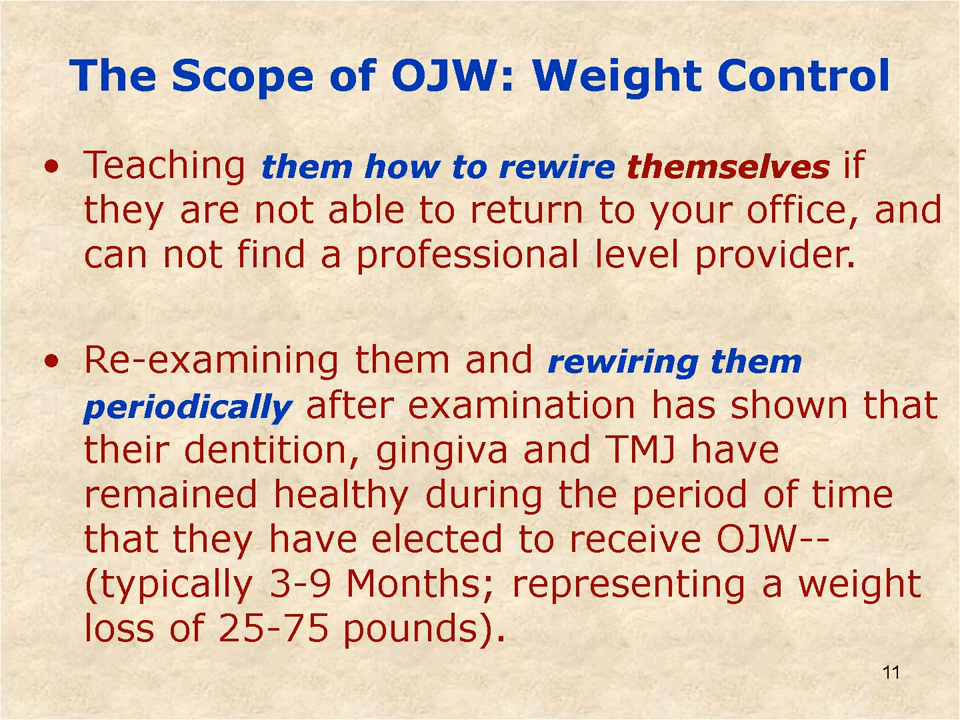 The Scope of OJW: Weight Control
• Teaching them how to rewire themselves if
they are not able to return to your office, and
can not find a professional level provider.
• Re-examining them and rewiring them
periodically after examination has shown that
their dentition, gingiva and TMJ have
remained healthy during the period of time
that they have elected to receive OJW--
(typically 3-9 Months; representing a weight
loss of 25-75 pounds).
11